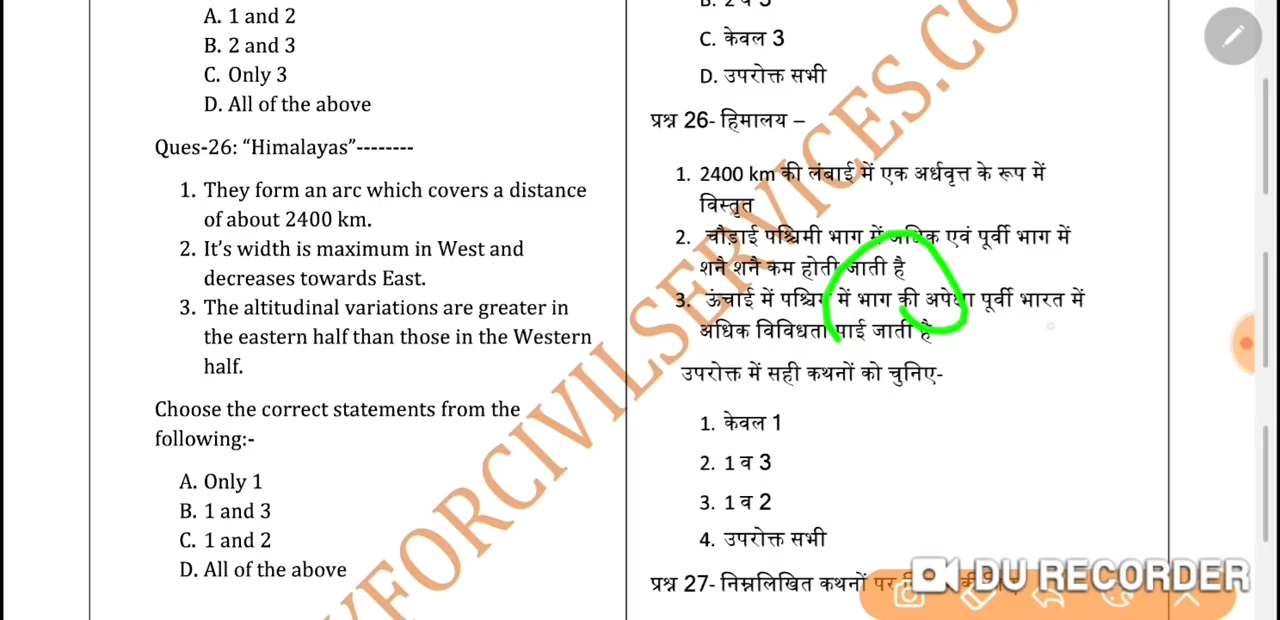 A. 1 and 2
B. 2 and 3
C. Only 3
D. All of the above
Ques-26: “Himalayas”--------
1. They form an arc which covers a distance
of about 2400 km.
2. It’s width is maximum in West and
decreases towards East.
3. The altitudinal variations are greater in
the eastern half than those in the Western
half.
Choose the correct statements from the
following:-
A. Only 1
B. 1 and 3
C. 1 and 2
D. All of the above
C. केवल 3
D. उपरोक्त सभी
प्रश्न 26- हिमालय –
1. 2400 km की लंबाई में एक अर्धवृत्त के रूप में
विस्तृत
2. चौड़ाई पश्चिमी भाग में अधिक एवं पूर्वी भाग में
शनै शनै कम होती जाती है
3. ऊंचाई में पश्चिम में भाग की अपेक्षा पूर्वी भारत में
अधिक विविधता पाई जाती है
उपरोक्त में सही कथनों को चुनिए-
1. केवल 1
2. 1 व 3
3. 1 व 2
4. उपरोक्त सभी
प्रश्न 27- निम्नलिखित कथनों पर
DU RECORDER
FORCIVILSERVICES.CO